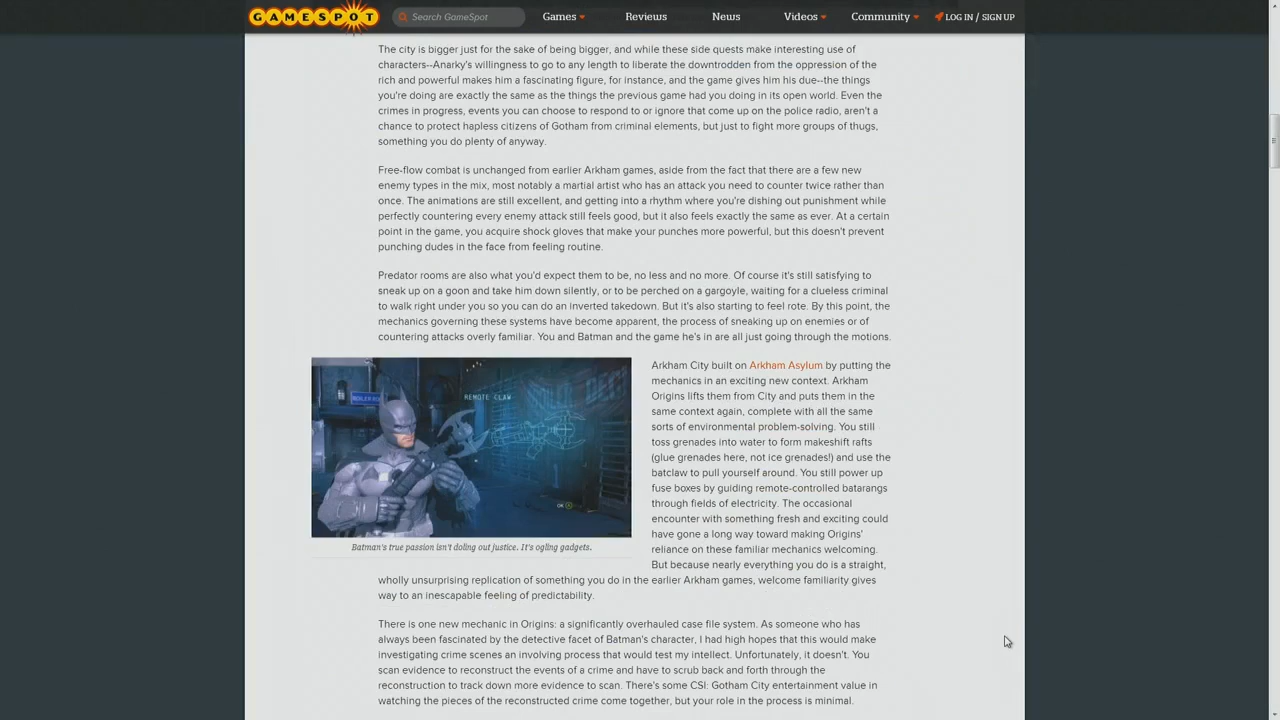 GAMESPOT
Search GameSpot
Games
Reviews
News
Videos
Community
LOG IN / SIGN UP
The city is bigger just for the sake of being bigger, and while these side quests make interesting use of
characters--Anarky's willingness to go to any length to liberate the downtrodden from the oppression of the
rich and powerful makes him a fascinating figure, for instance, and the game gives him his due--the things
you're doing are exactly the same as the things the previous game had you doing in its open world. Even the
crimes in progress, events you can choose to respond to or ignore that come up on the police radio, aren't a
chance to protect hapless citizens of Gotham from criminal elements, but just to fight more groups of thugs,
something you do plenty of anyway.
Free-flow combat is unchanged from earlier Arkham games, aside from the fact that there are a few new
enemy types in the mix, most notably a martial artist who has an attack you need to counter twice rather than
once. The animations are still excellent, and getting into a rhythm where you're dishing out punishment while
perfectly countering every enemy attack still feels good, but it also feels exactly the same as ever. At a certain
point in the game, you acquire shock gloves that make your punches more powerful, but this doesn't prevent
punching dudes in the face from feeling routine.
Predator rooms are also what you'd expect them to be, no less and no more. Of course it's still satisfying to
sneak up on a goon and take him down silently, or to be perched on a gargoyle, waiting for a clueless criminal
to walk right under you so you can do an inverted takedown. But it's also starting to feel rote. By this point, the
mechanics governing these systems have become apparent, the process of sneaking up on enemies or of
countering attacks overly familiar. You and Batman and the game he's in are all just going through the motions.
REMOTE CLAW
OK
Batman's true passion isn't doling out justice. It's ogling gadgets.
Arkham City built on Arkham Asylum by putting the
mechanics in an exciting new context. Arkham
Origins lifts them from City and puts them in the
same context again, complete with all the same
sorts of environmental problem-solving. You still
toss grenades into water to form makeshift rafts
(glue grenades here, not ice grenades!) and use the
batclaw to pull yourself around. You still power up
fuse boxes by guiding remote-controlled batarangs
through fields of electricity. The occasional
encounter with something fresh and exciting could
have gone a long way toward making Origins'
reliance on these familiar mechanics welcoming.
But because nearly everything you do is a straight,
wholly unsurprising replication of something you do in the earlier Arkham games, welcome familiarity gives
way to an inescapable feeling of predictability.
There is one new mechanic in Origins: a significantly overhauled case file system. As someone who has
always been fascinated by the detective facet of Batman's character, I had high hopes that this would make
investigating crime scenes an involving process that would test my intellect. Unfortunately, it doesn't. You
scan evidence to reconstruct the events of a crime and have to scrub back and forth through the
reconstruction to track down more evidence to scan. There's some CSI: Gotham City entertainment value in
watching the pieces of the reconstructed crime come together, but your role in the process is minimal.